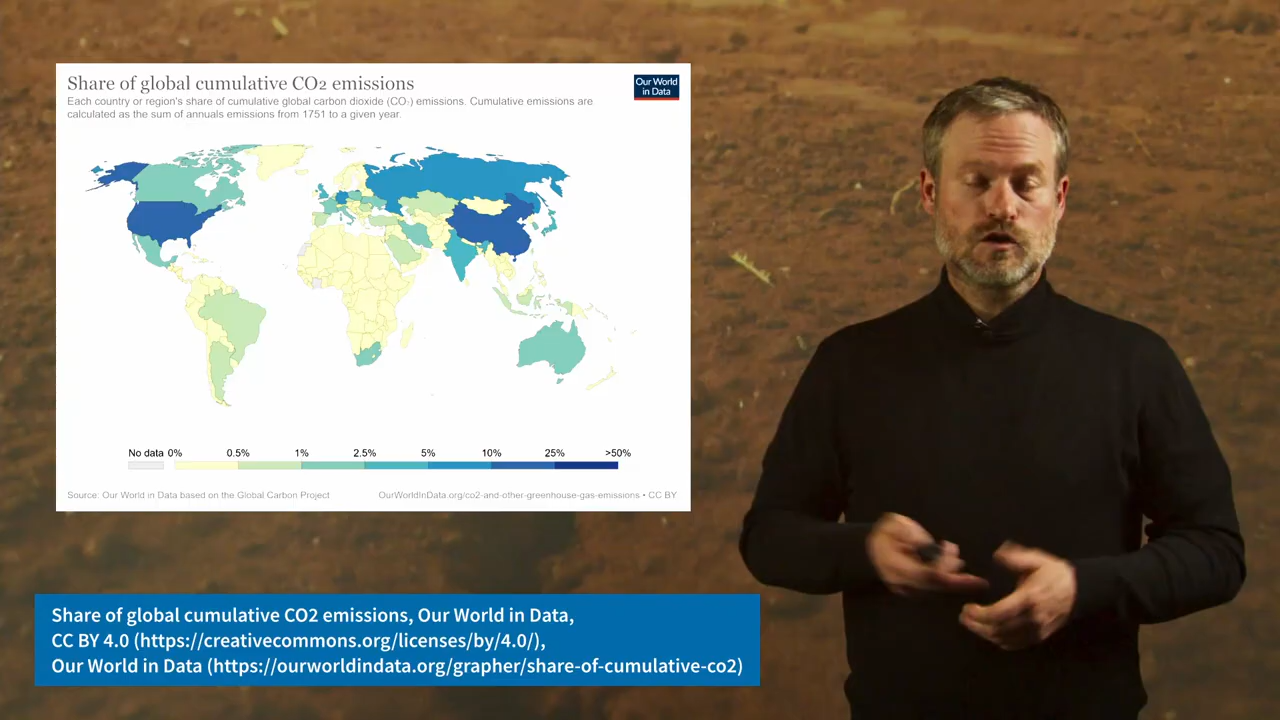 Share of global cumulative CO2 emissions
Our World
in Data
Each country or region's share of cumulative global carbon dioxide (CO₂) emissions. Cumulative emissions are
calculated as the sum of annuals emissions from 1751 to a given year.
No data 0% 0.5% 1% 2.5% 5% 10% 25% >50%
Source: Our World in Data based on the Global Carbon Project
OurWorldInData.org/co2-and-other-greenhouse-gas-emissions • CC BY
Share of global cumulative CO2 emissions, Our World in Data,
CC BY 4.0 (https://creativecommons.org/licenses/by/4.0/),
Our World in Data (https://ourworldindata.org/grapher/share-of-cumulative-co2)